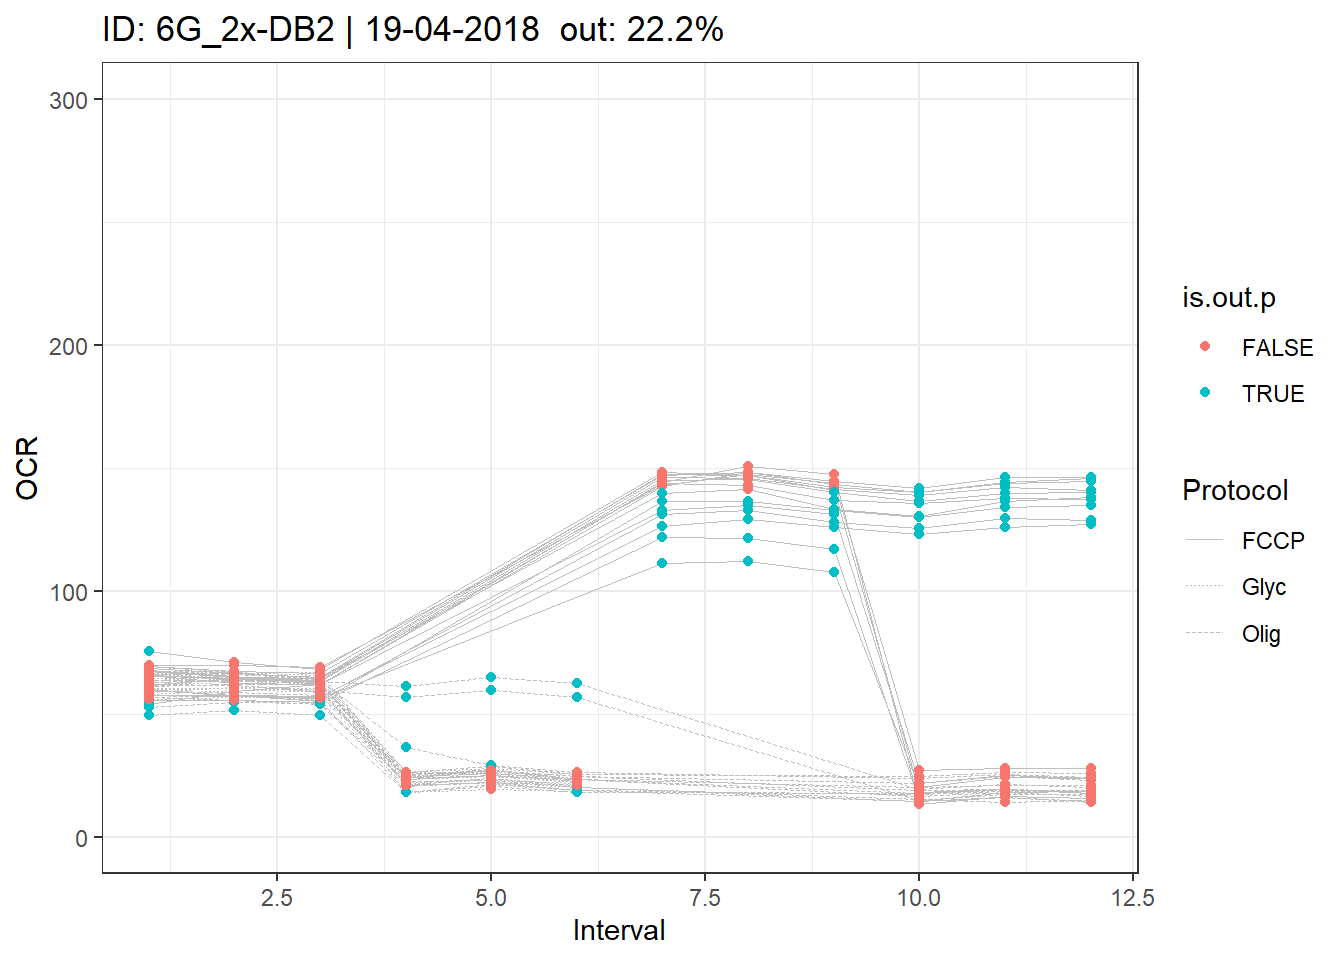 ID: 6G_2x-DB2 | 19-04-2018  out: 22.2%
300
200
100
0
OCR
2.5
5.0
7.5
10.0
12.5
Interval
is.out.p
FALSE
TRUE
Protocol
FCCP
Glyc
Olig